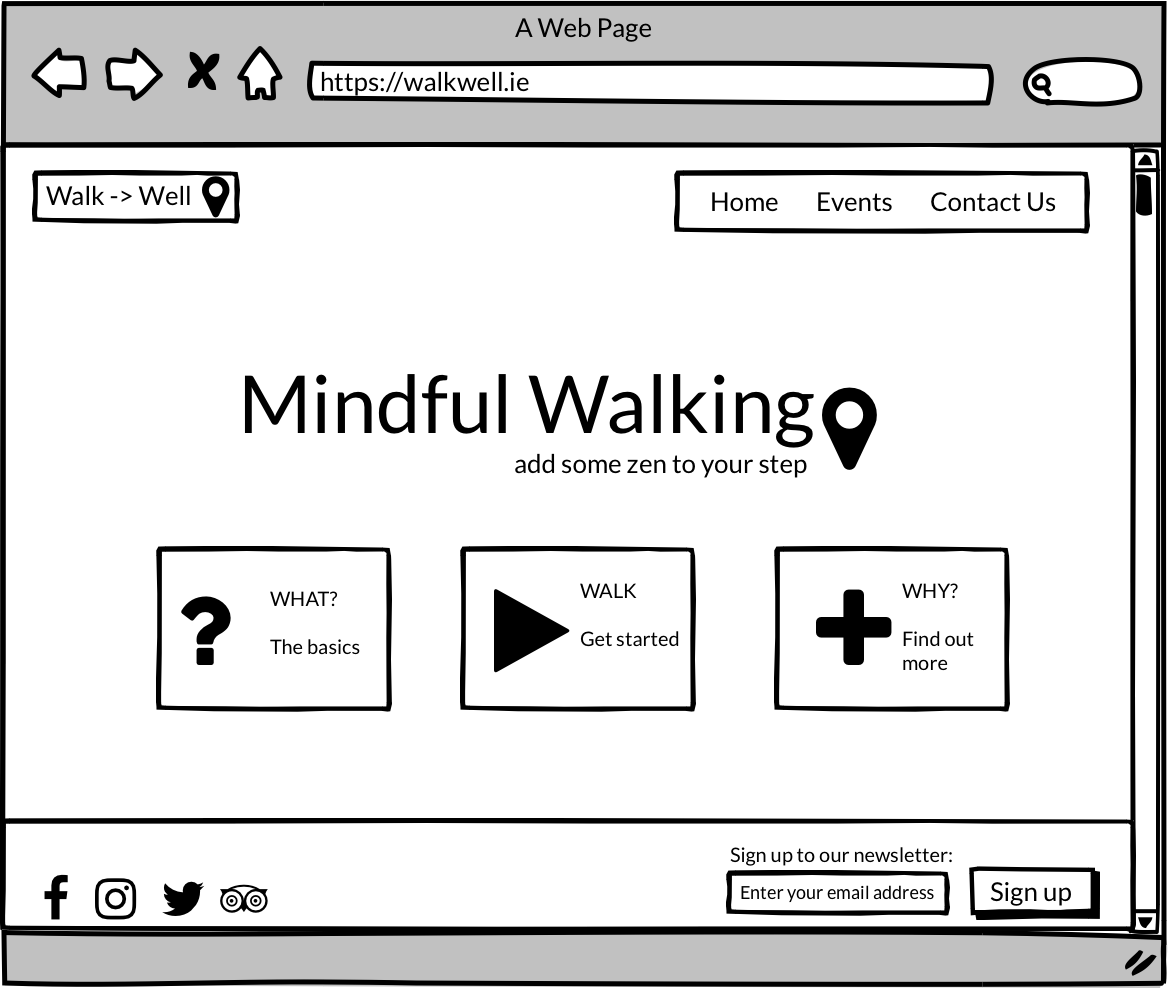 A Web Page
https://walkwell.ie
Walk -> Well
Home Events Contact Us
Mindful Walking
add some zen to your step
WHAT?
The basics
WALK
Get started
WHY?
Find out
more
Sign up to our newsletter:
Enter your email address
Sign up